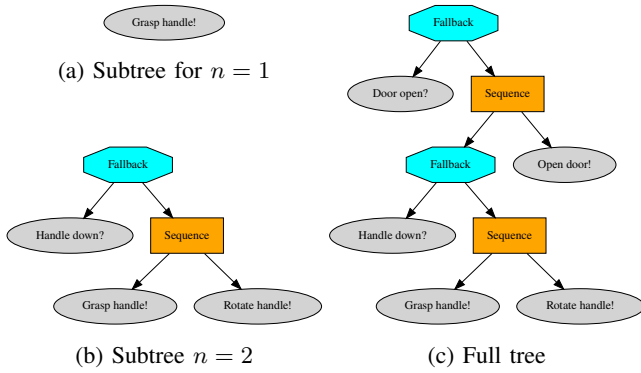 Grasp handle!
(a) Subtree for n = 1
Fallback
Handle down?
Sequence
Grasp handle!
Rotate handle!
(b) Subtree n = 2
Fallback
Door open?
Sequence
Fallback
Open door!
Handle down?
Sequence
Grasp handle!
Rotate handle!
(c) Full tree